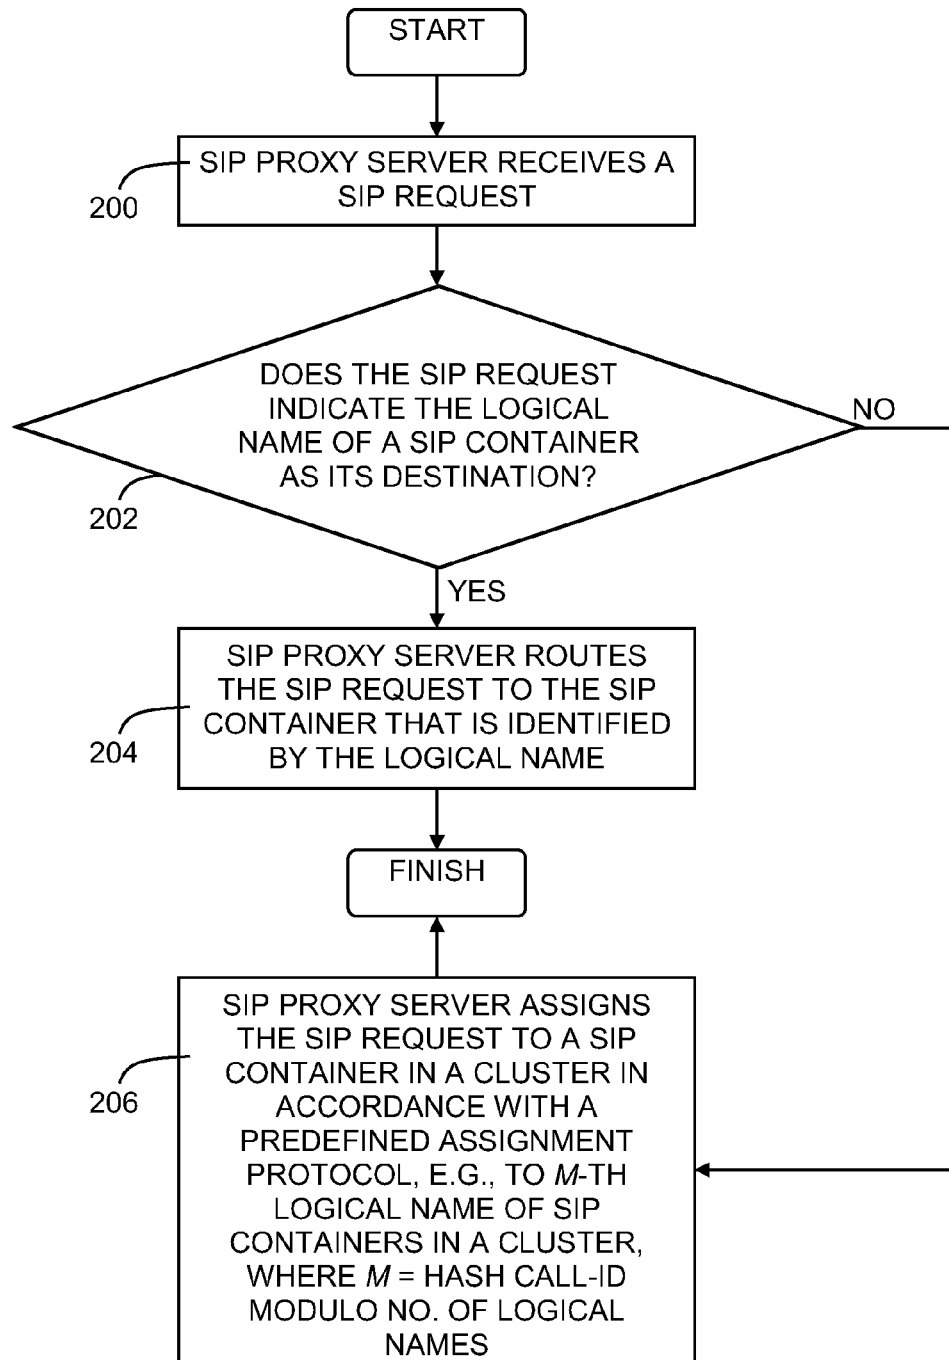 START
SIP PROXY SERVER RECEIVES A
SIP REQUEST
200
DOES THE SIP REQUEST
INDICATE THE LOGICAL
NAME OF A SIP CONTAINER
AS ITS DESTINATION?
NO
202
YES
SIP PROXY SERVER ROUTES
THE SIP REQUEST TO THE SIP
CONTAINER THAT IS IDENTIFIED
BY THE LOGICAL NAME
204
FINISH
SIP PROXY SERVER ASSIGNS
THE SIP REQUEST TO A SIP
CONTAINER IN A CLUSTER IN
ACCORDANCE WITH A
PREDEFINED ASSIGNMENT
PROTOCOL, E.G., TO M-TH
LOGICAL NAME OF SIP
CONTAINERS IN A CLUSTER,
WHERE M = HASH CALL-ID
MODULO NO. OF LOGICAL
NAMES
206